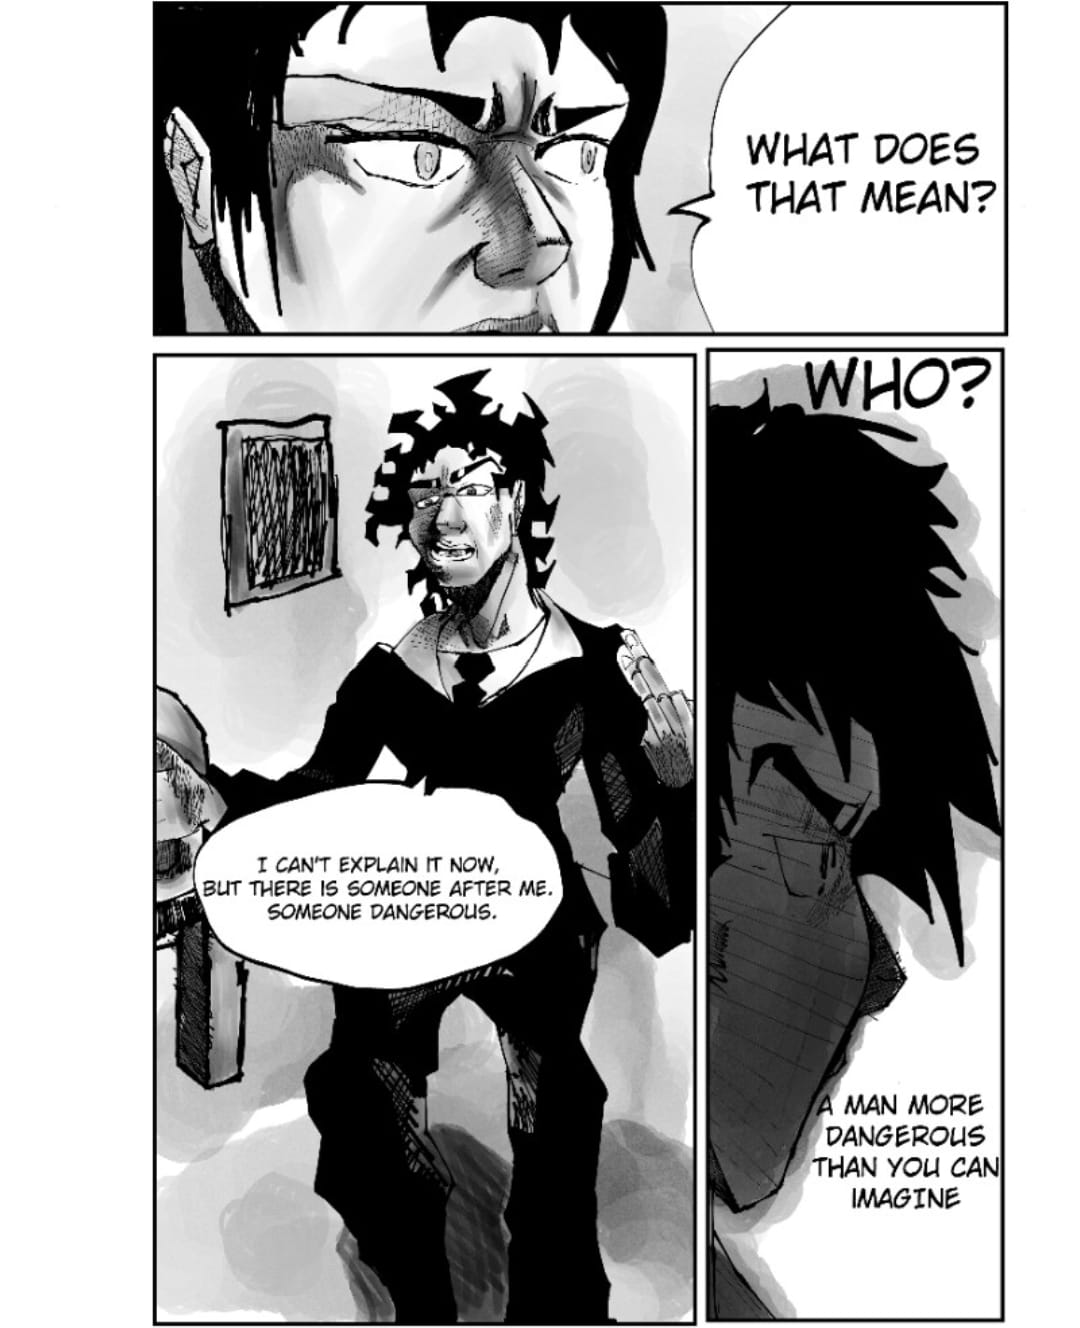 WHAT DOES
THAT MEAN?
I CAN'T EXPLAIN IT NOW,
BUT THERE IS SOMEONE AFTER ME.
SOMEONE DANGEROUS.
WHO?
A MAN MORE
DANGEROUS
THAN YOU CAN
IMAGINE